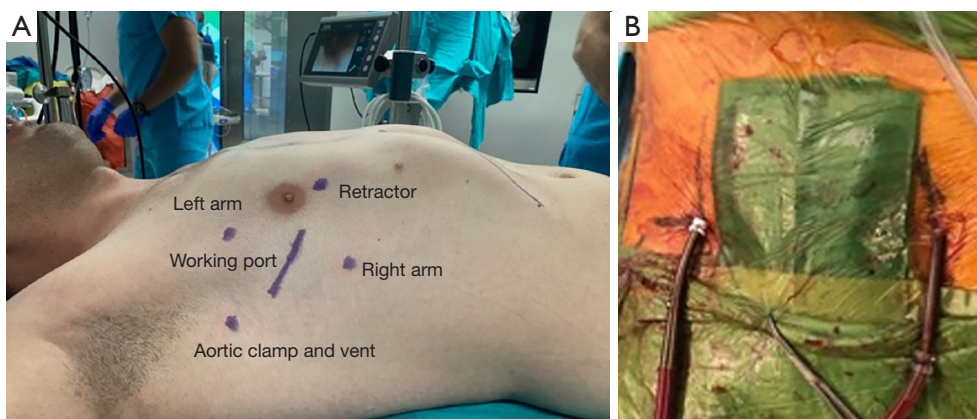 A
B
Retractor
Left arm
Working port
Right arm
Aortic clamp and vent